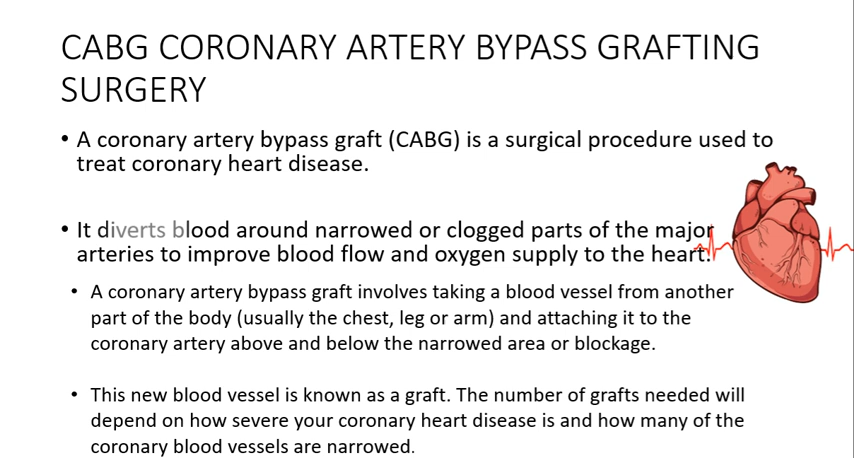 CABG CORONARY ARTERY BYPASS GRAFTING
SURGERY
• A coronary artery bypass graft (CABG) is a surgical procedure used to
treat coronary heart disease.
• It diverts blood around narrowed or clogged parts of the major
arteries to improve blood flow and oxygen supply to the heart.
• A coronary artery bypass graft involves taking a blood vessel from another
part of the body (usually the chest, leg or arm) and attaching it to the
coronary artery above and below the narrowed area or blockage.
• This new blood vessel is known as a graft. The number of grafts needed will
depend on how severe your coronary heart disease is and how many of the
coronary blood vessels are narrowed.